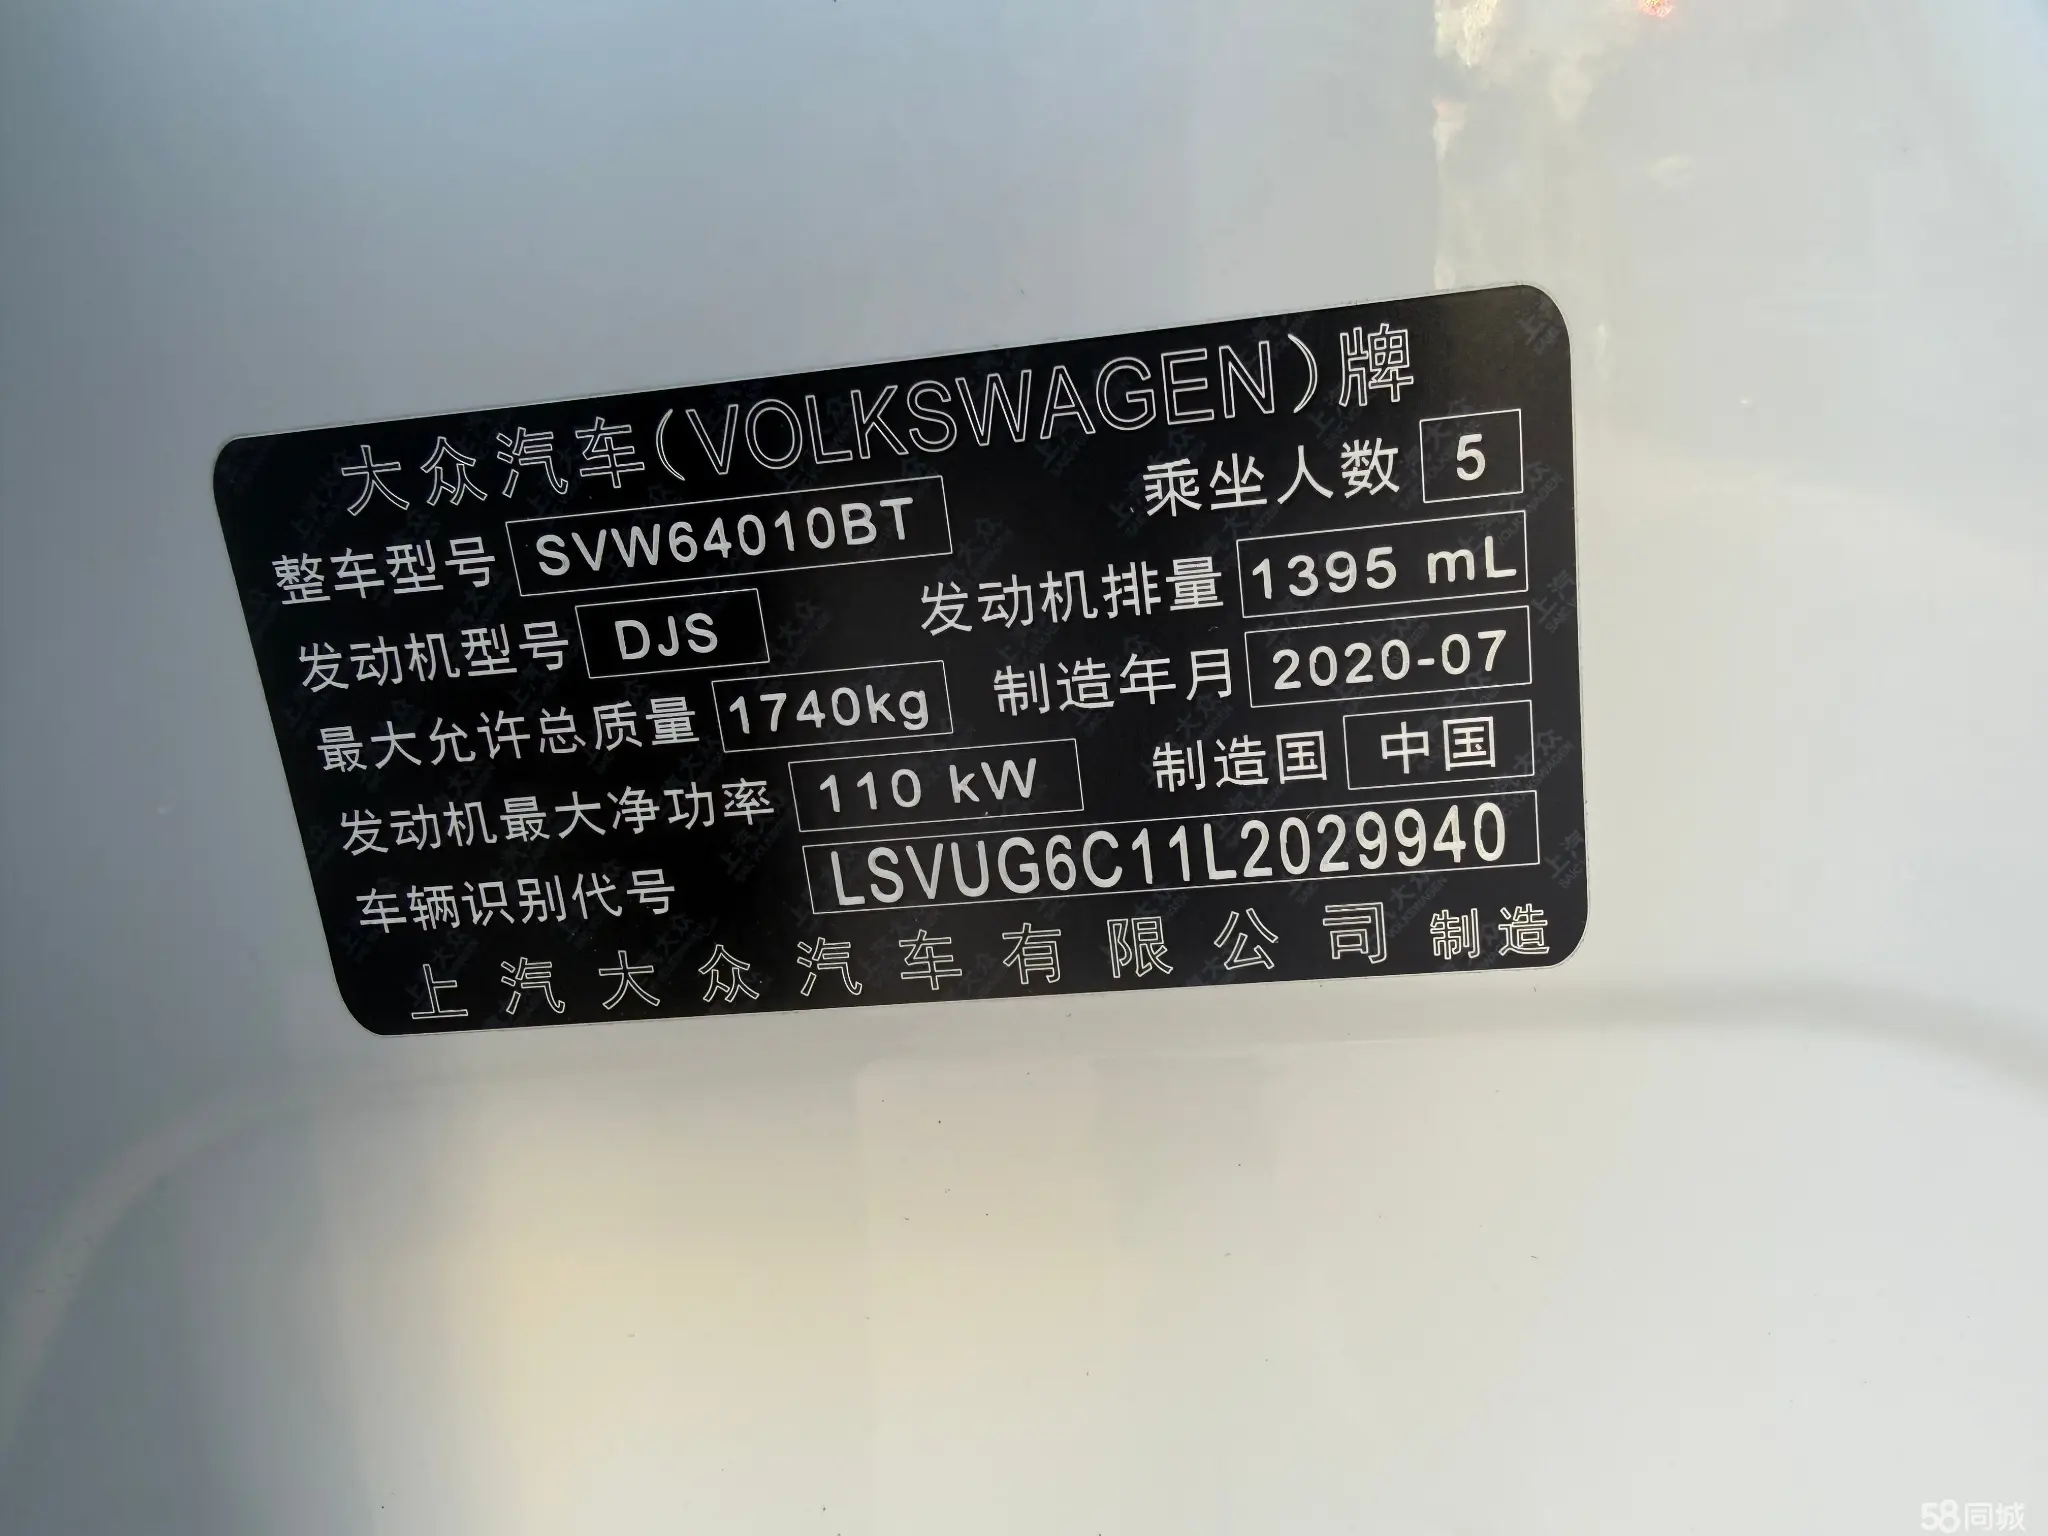 大众汽车(VOLKSWAGEN)牌
整车型号 SVW64010BT 乘坐人数 5
发动机型号 DJS 发动机排量 1395 mL
最大允许总质量 1740kg 制造年月 2020-07
发动机最大净功率 110 kW 制造国 中国
车辆识别代号 LSVUG6C11L2029940
上汽大众汽车有限公司制造
58同城